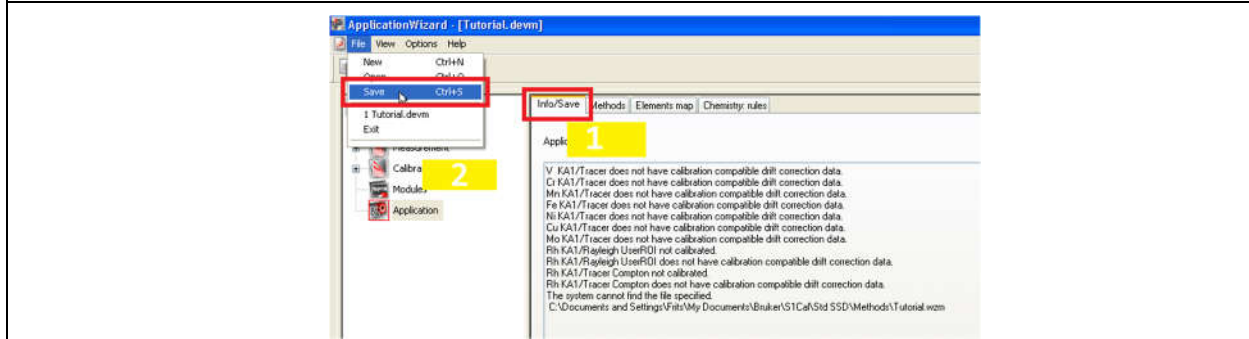 ApplicationWizard - [Tutorial.devm]
File View Options Help
New Ctrl+N
Open Ctrl+O
Save Ctrl+S
1 Tutorial.devm
Exit
Measurement
Modules
Application
2
Info/Save Methods Elements map Chemistry: rules
1
V KA1/Tracer does not have calibration compatible drift correction data.
Cr KA1/Tracer does not have calibration compatible drift correction data.
Mn KA1/Tracer does not have calibration compatible drift correction data.
Fe KA1/Tracer does not have calibration compatible drift correction data.
Ni KA1/Tracer does not have calibration compatible drift correction data.
Cu KA1/Tracer does not have calibration compatible drift correction data.
Mo KA1/Tracer does not have calibration compatible drift correction data.
Rh KA1/Rayleigh UserROI not calibrated.
Rh KA1/Rayleigh UserROI does not have calibration compatible drift correction data.
Rh KA1/Tracer Compton not calibrated.
Rh KA1/Tracer Compton does not have calibration compatible drift correction data.
The system cannot find the file specified.
C:\Documents and Settings\Frits\My Documents\Bruker\S1Cal\Std SSD\Methods\Tutorial.wzm